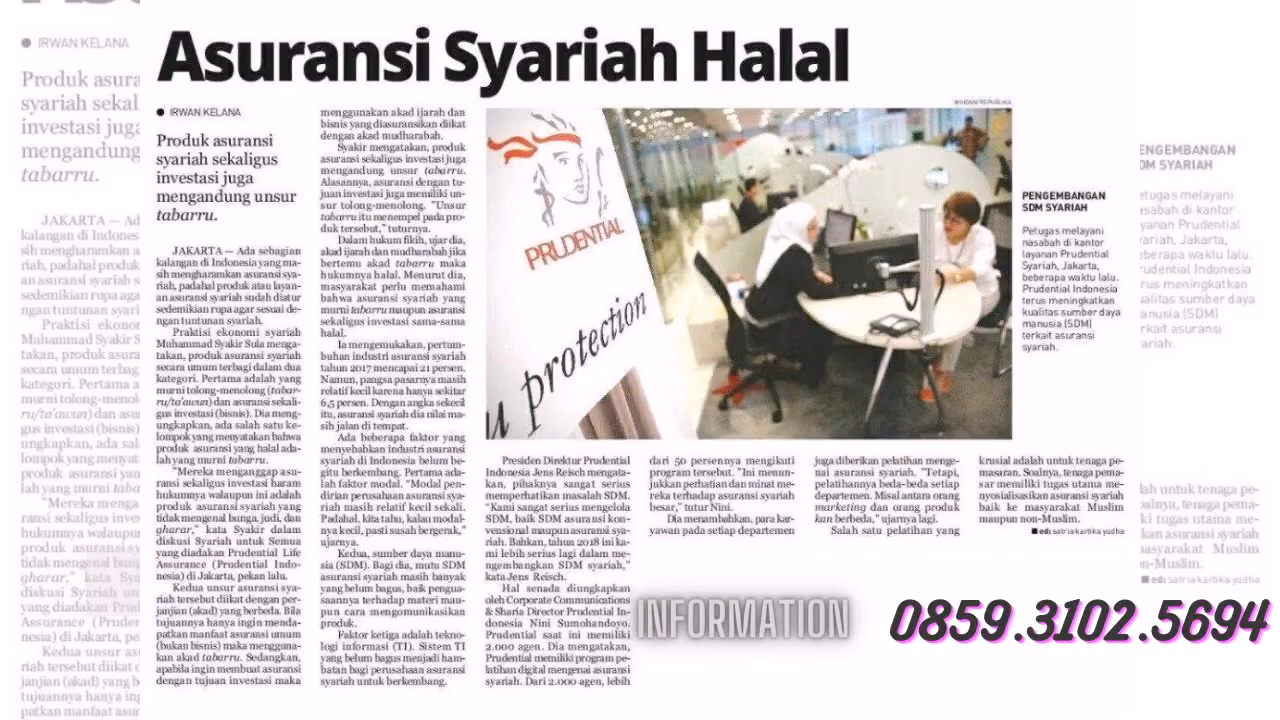 Asuransi Syariah Halal
● IRWAN KELANA
Produk asuransi
syariah sekaligus
investasi juga
mengandung unsur
tabarru.
JAKARTA — Ada sebagian
kalangan di Indonesia yang ma-
sih mengharamkan asuransi sya-
riah, padahal produk atau layan-
an asuransi syariah sudah diatur
sedemikian rupa agar sesuai de-
ngan tuntunan syariah.
Praktisi ekonomi syariah
Muhammad Syakir Sula menga-
takan, produk asuransi syariah
secara umum terbagi dalam dua
kategori. Pertama adalah yang
murni tolong-menolong (tabar-
ru/ta'awun) dan asuransi sekali-
gus investasi (bisnis). Dia meng-
ungkapkan, ada salah satu ke-
lompok yang menyatakan bahwa
produk asuransi yang halal ada-
lah yang murni tabarru.
"Mereka menganggap asu-
ransi sekaligus investasi haram
hukumnya walaupun ini adalah
produk asuransi syariah yang
tidak mengenal bunga, judi, dan
gharar," kata Syakir dalam
diskusi Syariah untuk Semua
yang diadakan Prudential Life
Assurance (Prudential Indo-
nesia) di Jakarta, pekan lalu.
Kedua unsur asuransi sya-
riah tersebut diikat dengan per-
janjian (akad) yang berbeda. Bila
tujuannya hanya ingin menda-
patkan manfaat asuransi umum
(bukan bisnis) maka mengguna-
kan akad tabarru. Sedangkan,
apabila ingin membuat asuransi
dengan tujuan investasi maka
menggunakan akad ijarah dan
bisnis yang diasuransikan diikat
dengan akad mudharabah.
Syakir mengatakan, produk
asuransi sekaligus investasi juga
mengandung unsur tabarru.
Alasannya, asuransi dengan tu-
juan investasi juga memiliki un-
sur tolong-menolong. "Unsur
tabarru itu menempel pada pro-
duk tersebut," tuturnya.
Dalam hukum fikih, ujar dia,
akad ijarah dan mudharabah jika
bertemu akad tabarru maka
hukumnya halal. Menurut dia,
masyarakat perlu memahami
bahwa asuransi syariah yang
murni tabarru maupun asuransi
sekaligus investasi sama-sama
halal.
Ia mengatakan, pertum-
buhan industri asuransi syariah
tahun 2017 mencapai 21 persen.
Namun, pangsa pasarnya masih
relatif kecil karena hanya sekitar
6,5 persen. Dengan angka sekecil
itu, asuransi syariah dia nilai ma-
sih jalan di tempat.
Ada beberapa faktor yang
menyebabkan industri asuransi
syariah di Indonesia belum be-
gitu berkembang. Pertama ada-
lah faktor modal. "Modal pen-
dirian perusahaan asuransi sya-
riah masih relatif kecil sekali.
Padahal, kita tahu, kalau modal-
nya kecil, pasti susah bergerak,"
ujarnya.
Kedua, sumber daya manu-
sia (SDM). Bagi dia, mutu SDM
asuransi syariah masih banyak
yang belum bagus, baik pengua-
saannya terhadap materi mau-
pun cara mengomunikasikan
produk.
Faktor ketiga adalah tekno-
logi informasi (TI). Sistem TI
yang belum bagus menjadi ham-
batan bagi perusahaan asuransi
syariah untuk berkembang.
PRUDENTIAL
u protection
PENGEMBANGAN
SDM SYARIAH
Petugas melayani
nasabah di kantor
layanan Prudential
Syariah, Jakarta,
beberapa waktu lalu.
Prudential Indonesia
terus meningkatkan
kualitas sumber daya
manusia (SDM)
terkait asuransi
syariah.
Presiden Direktur Prudential
Indonesia Jens Reisch mengata-
kan, pihaknya sangat serius
memperhatikan masalah SDM.
"Kami sangat serius mengelola
SDM, baik SDM asuransi kon-
vensional maupun asuransi sya-
riah. Bahkan, tahun 2018 ini ka-
mi lebih serius lagi dalam me-
ngembangkan SDM syariah,"
kata Jens Reisch.
Hal senada diungkapkan
oleh Corporate Communications
& Sharia Director Prudential In-
donesia Nini Sumohandoyo.
Prudential saat ini memiliki
2.000 agen. Dia mengatakan,
Prudential memiliki program pe-
latihan digital mengenai asuransi
syariah. Dari 2.000 agen, lebih
dari 50 persennya mengikuti
program tersebut. "Ini menun-
jukkan perhatian dan minat me-
reka terhadap asuransi syariah
besar," tutur Nini.
Dia menambahkan, para kar-
yawan pada setiap departemen
juga diberikan pelatihan menge-
nai asuransi syariah. "Tetapi,
pelatihannya beda-beda setiap
departemen. Misal antara orang
marketing dan orang produk
kan berbeda," ujarnya lagi.
Salah satu pelatihan yang
krusial adalah untuk tenaga pe-
masaran. Soalnya, tenaga pema-
sar memiliki tugas utama me-
nyosialisasikan asuransi syariah
baik ke masyarakat Muslim
maupun non-Muslim.
■ ed: satria kartika yudha
INFORMATION
0859.3102.5694